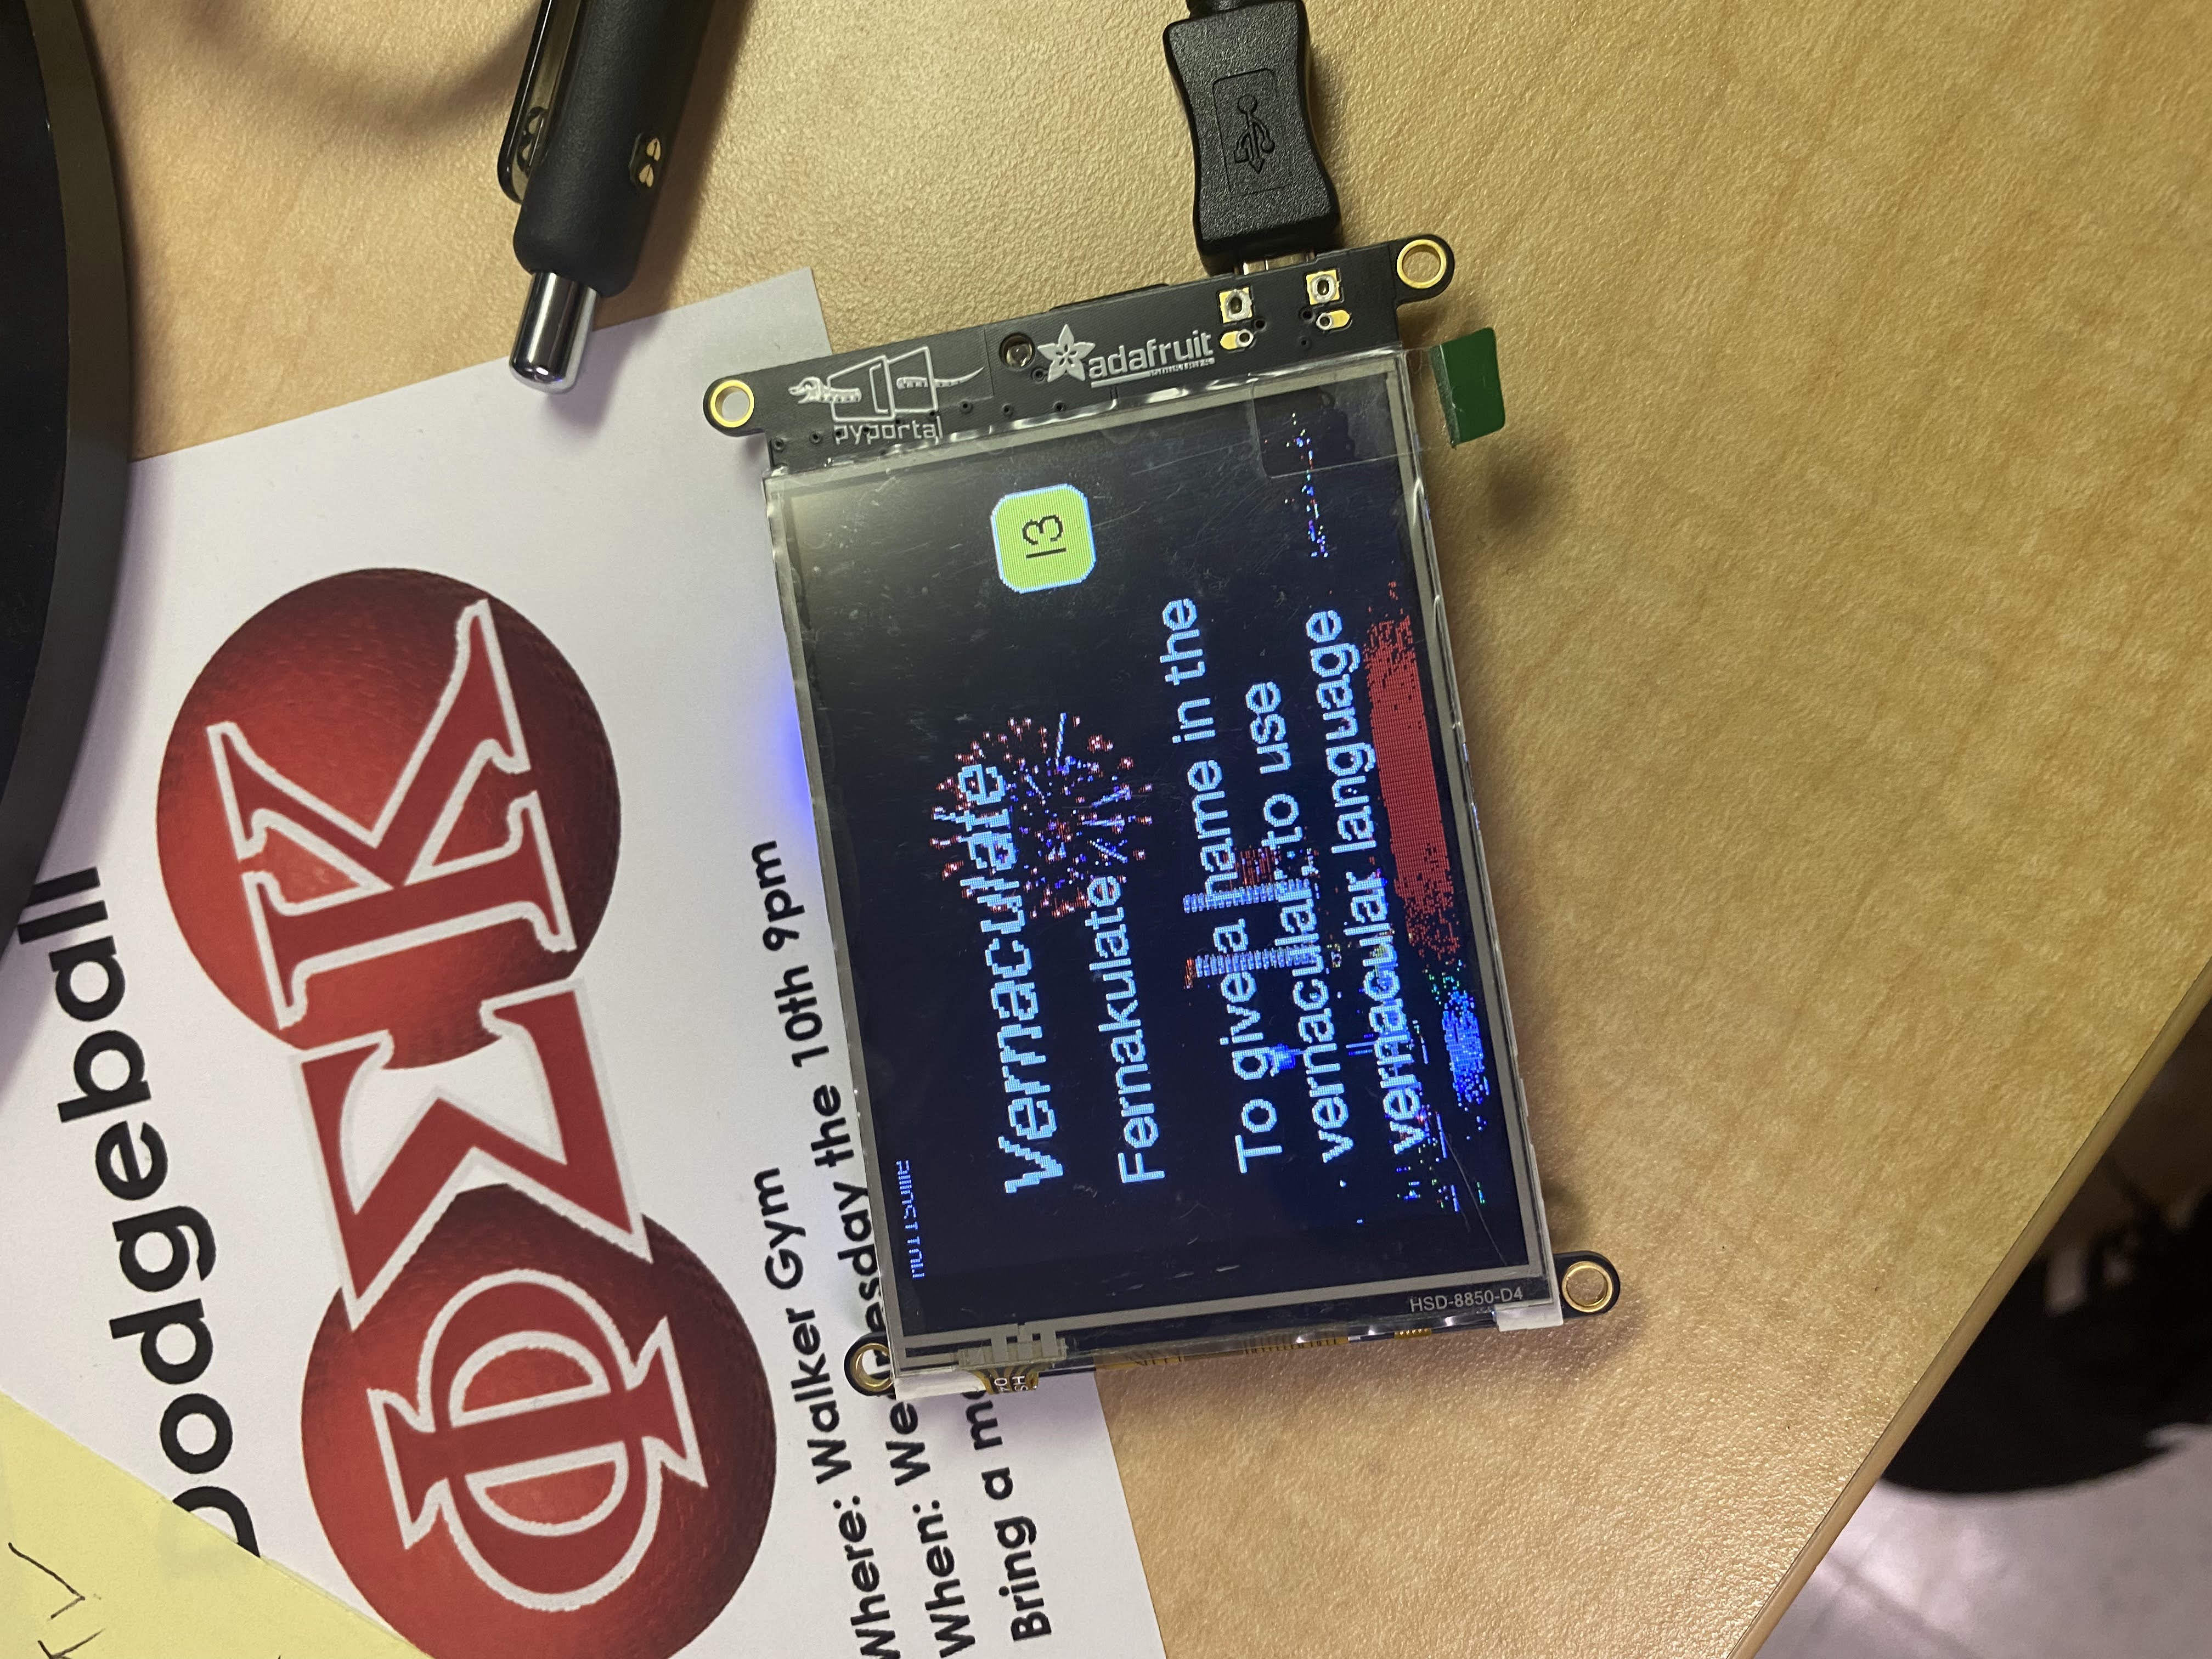 TV
Dodgeball
ΦΣΚ
Where: Walker Gym
When: Wednesday the 10th 9pm
Bring a
Vernaculate
13
Fernakulate
To give a name in the
vernacular; to use
vernacular language
PyPortal
adafruit
HSD-8850-D4